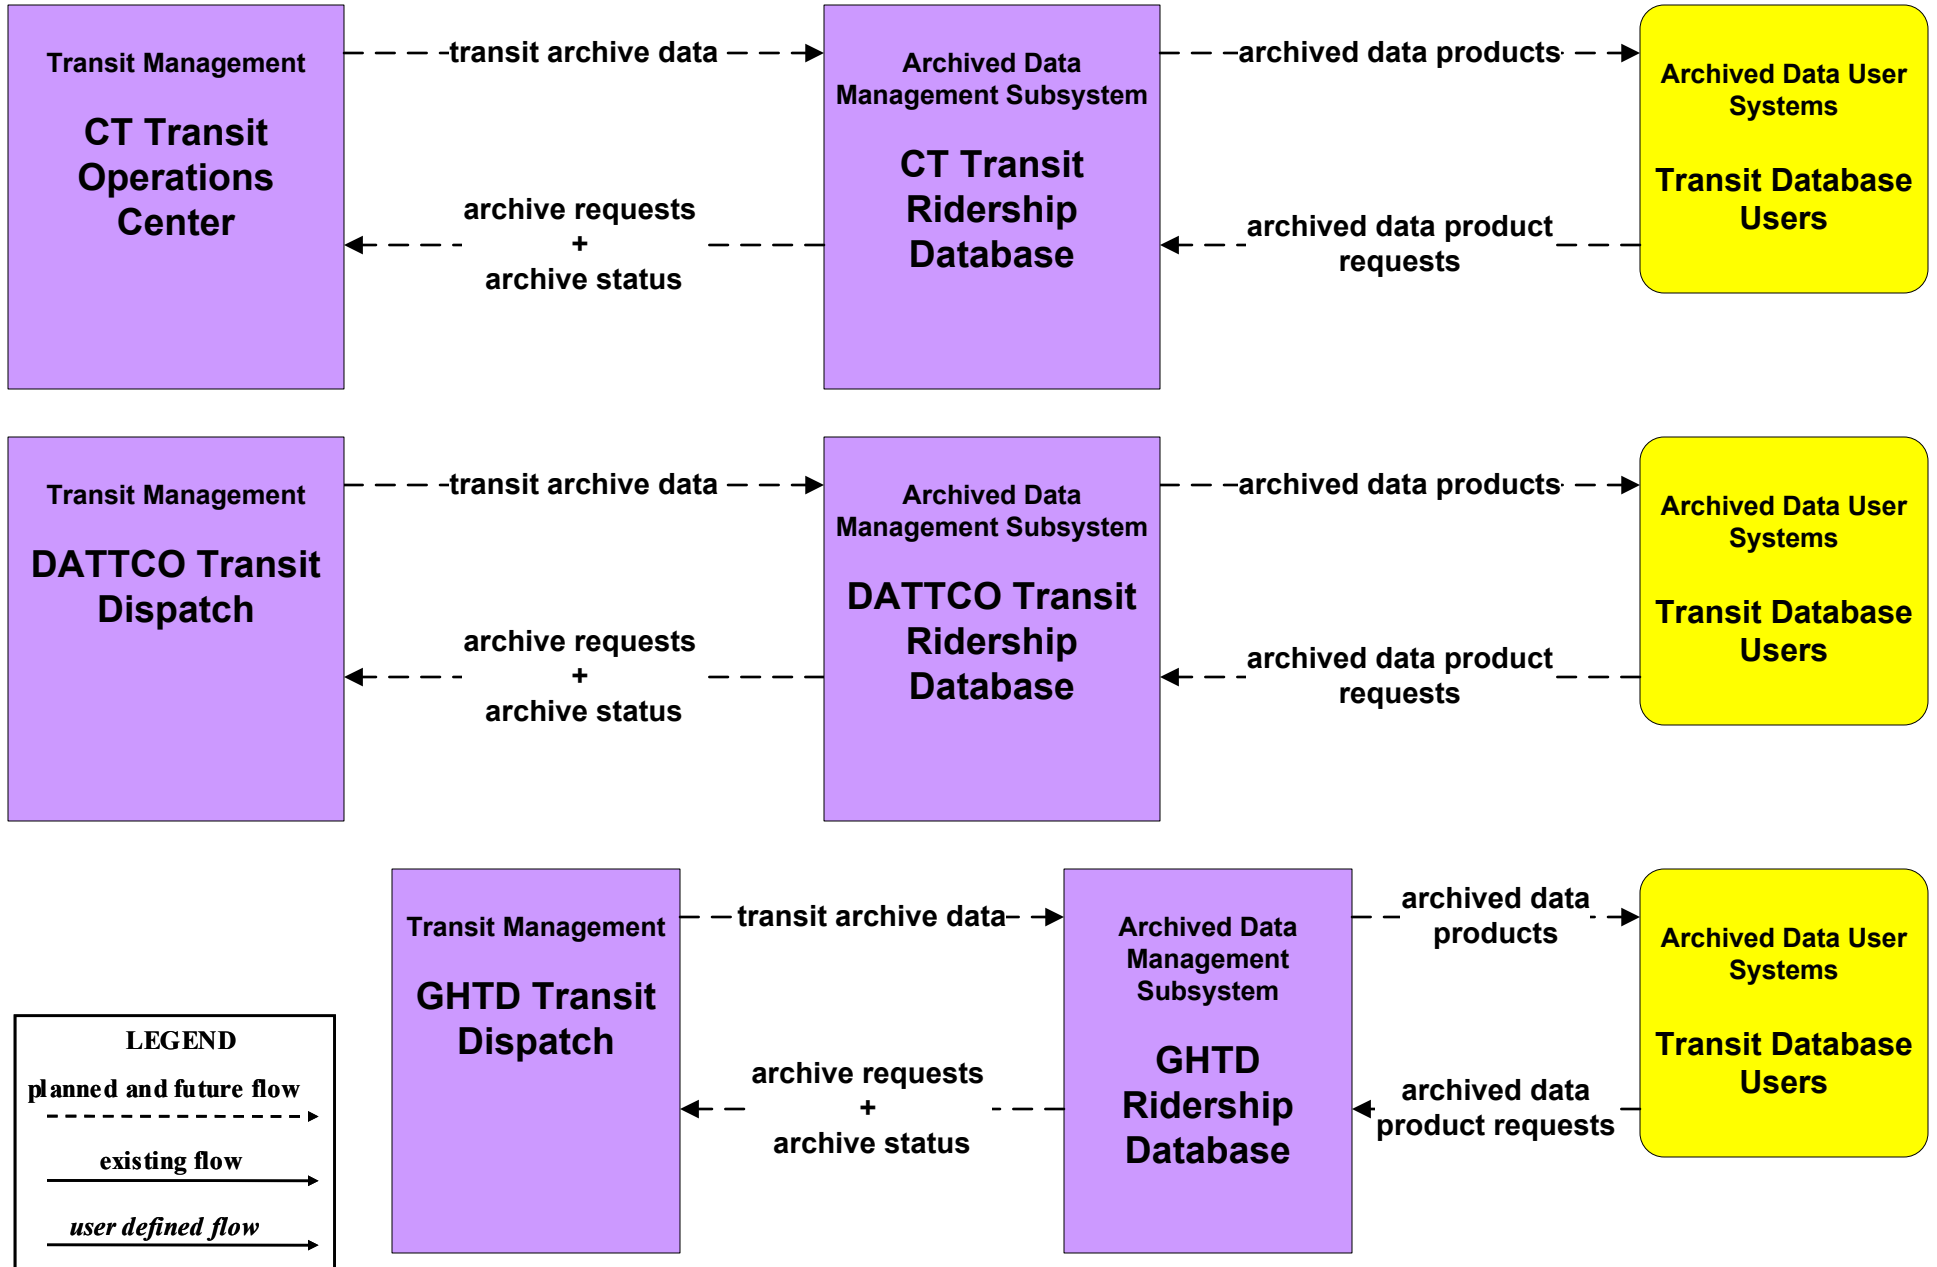 Transit Management
CT Transit
Operations
Center
transit archive data
archive requests
+
archive status
Archived Data
Management Subsystem
CT Transit
Ridership
Database
archived data products
archived data product
requests
Archived Data User
Systems
Transit Database
Users
Transit Management
DATTCO Transit
Dispatch
transit archive data
archive requests
+
archive status
Archived Data
Management Subsystem
DATTCO Transit
Ridership
Database
archived data products
archived data product
requests
Archived Data User
Systems
Transit Database
Users
Transit Management
GHTD Transit
Dispatch
transit archive data
archive requests
+
archive status
Archived Data
Management
Subsystem
GHTD
Ridership
Database
archived data
products
archived data
product requests
Archived Data User
Systems
Transit Database
Users
LEGEND
planned and future flow
existing flow
user defined flow